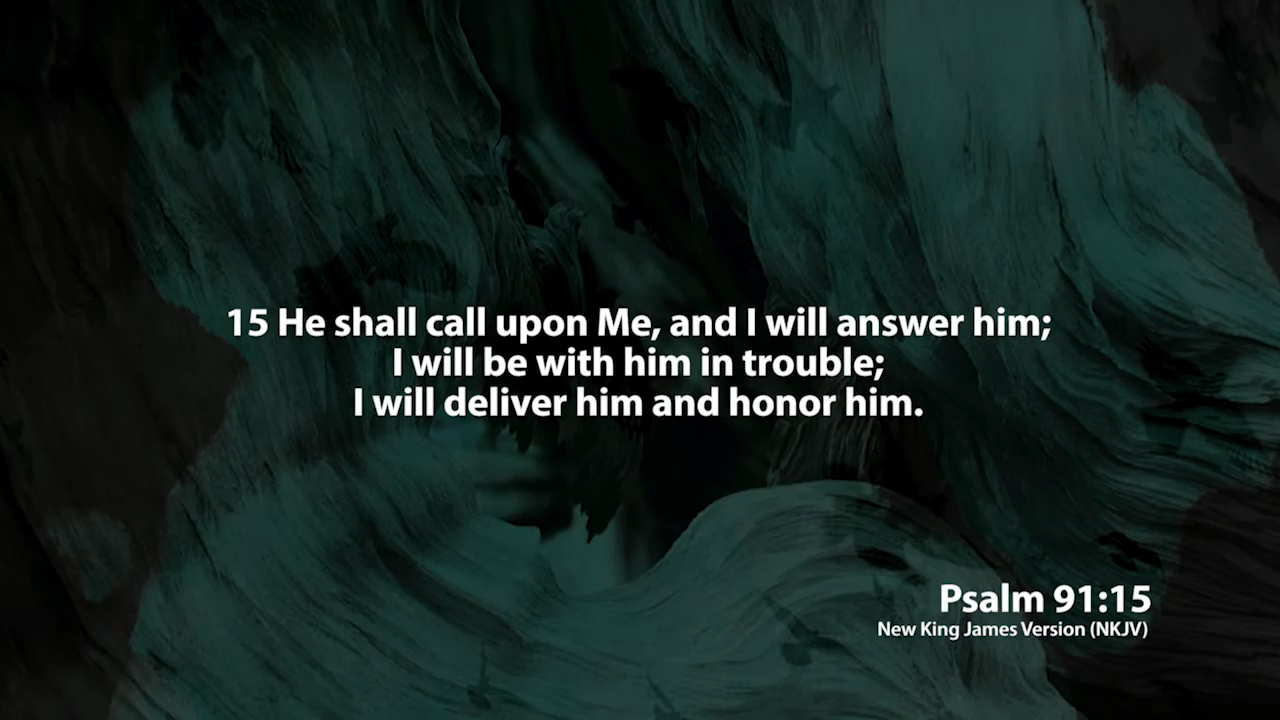 15 He shall call upon Me, and I will answer him;
I will be with him in trouble;
I will deliver him and honor him.
Psalm 91:15
New King James Version (NKJV)